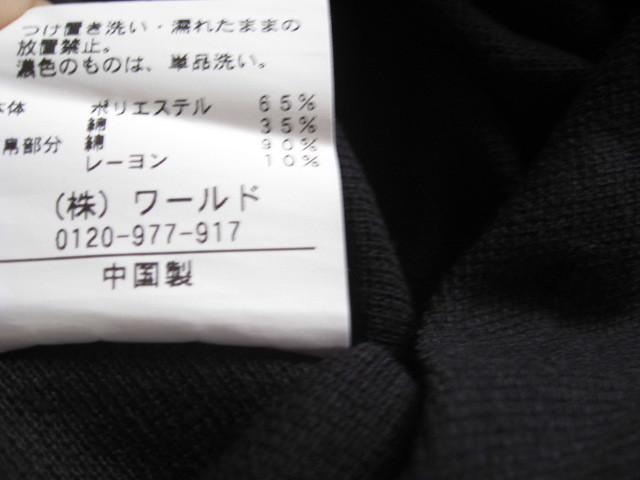 つけ置き洗い・濡れたままの
放置禁止。
濃色のものは、単品洗い。
本体 ポリエステル 65%
綿 35%
帛部分 綿 90%
レーヨン 10%
(株) ワールド
0120-977-917
中国製